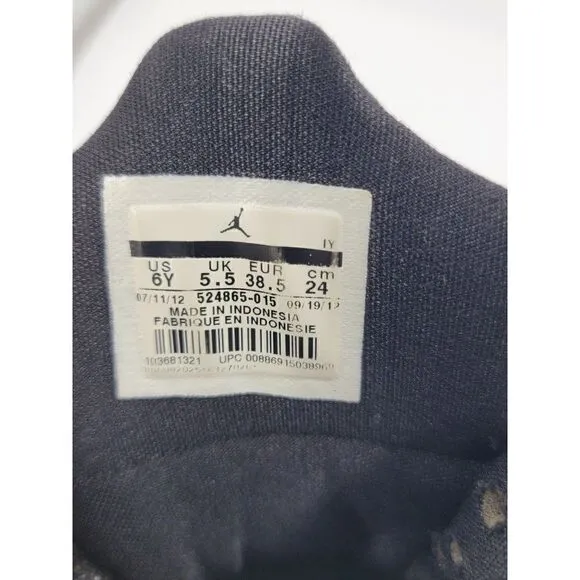 IY
US UK EUR cm
6Y 5.5 38.5 24
07/11/12 524865-015 09/19/12
MADE IN INDONESIA
FABRIQUE EN INDONESIE
UPC 00886915038969